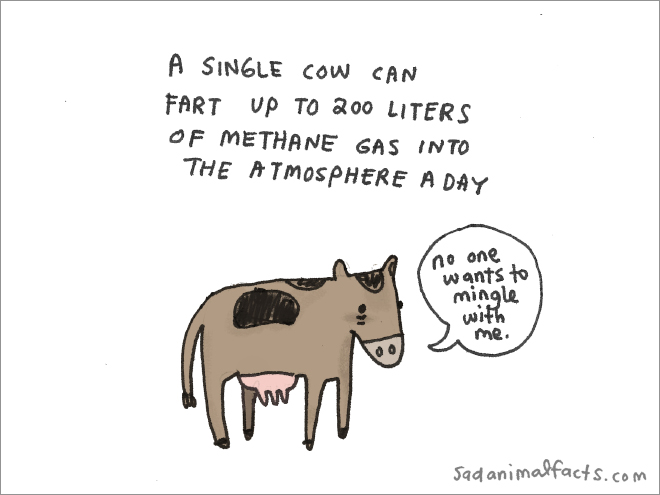 A SINGLE COW CAN
FART UP TO 200 LITERS
OF METHANE GAS INTO
THE ATMOSPHERE A DAY
no one
wants to
mingle
with
me.
sadanimalfacts.com